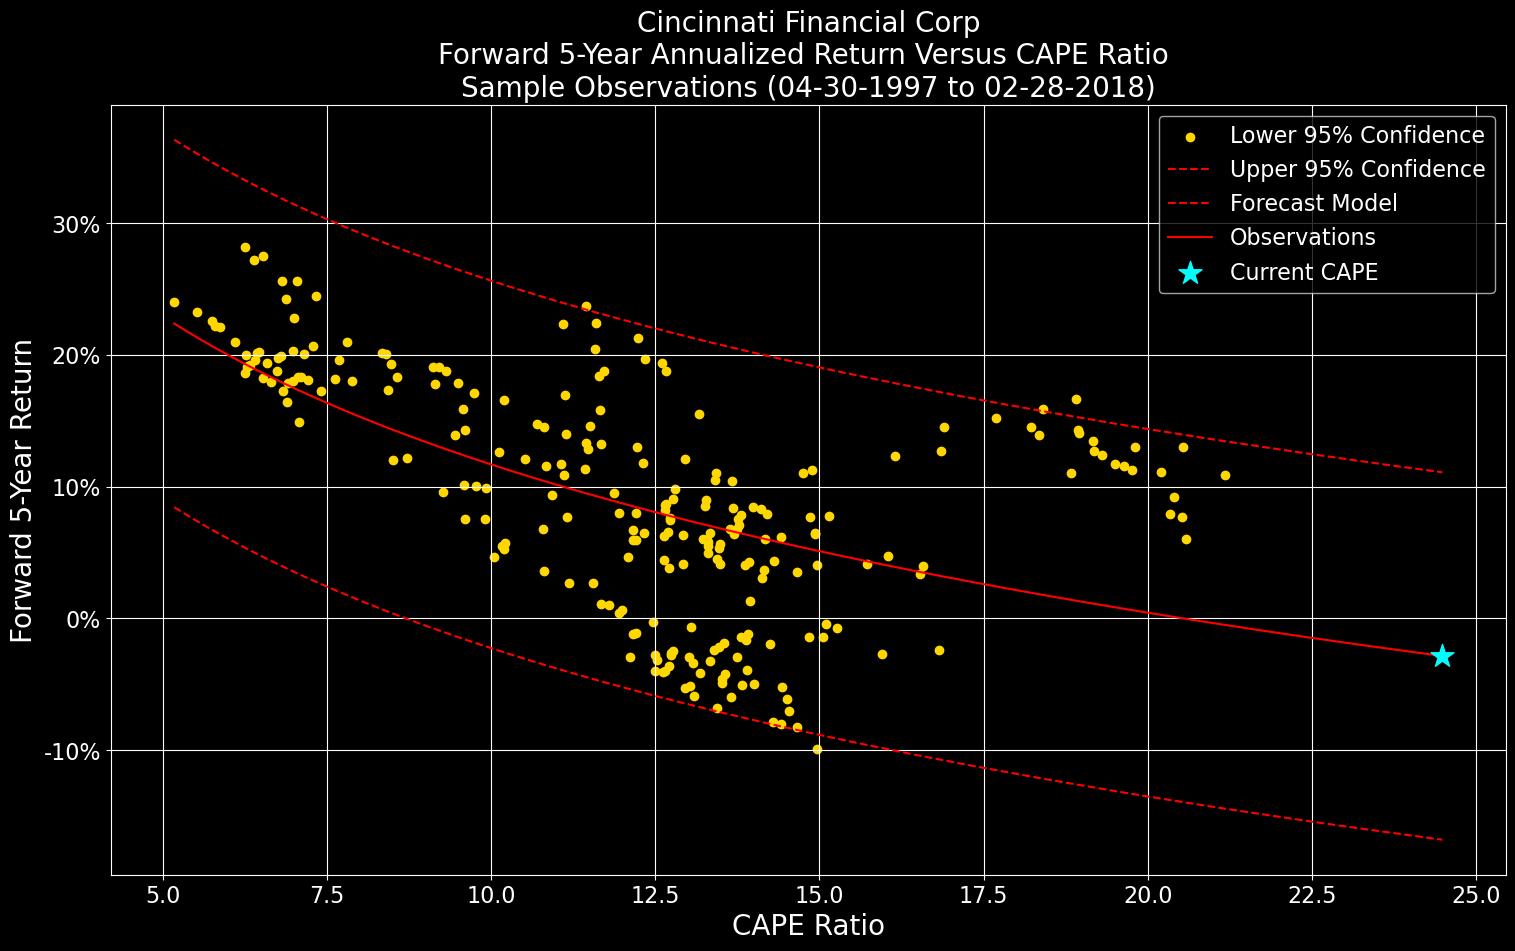 Cincinnati Financial Corp
Forward 5-Year Annualized Return Versus CAPE Ratio
Sample Observations (04-30-1997 to 02-28-2018)
Lower 95% Confidence
Upper 95% Confidence
Forecast Model
Observations
Current CAPE
Forward 5-Year Return
30%
20%
10%
0%
-10%
5.0 7.5 10.0 12.5 15.0 17.5 20.0 22.5 25.0
CAPE Ratio